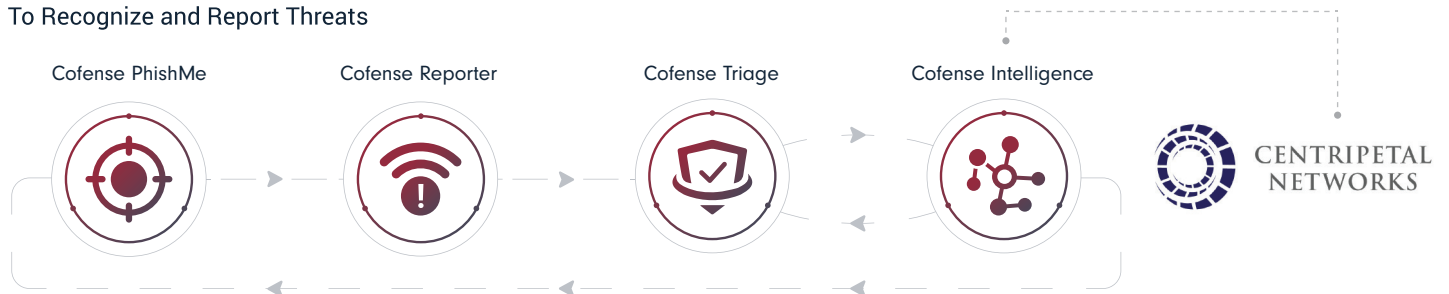 To Recognize and Report Threats
Cofense PhishMe
Cofense Reporter
Cofense Triage
Cofense Intelligence
!
CENTRIPETAL
NETWORKS